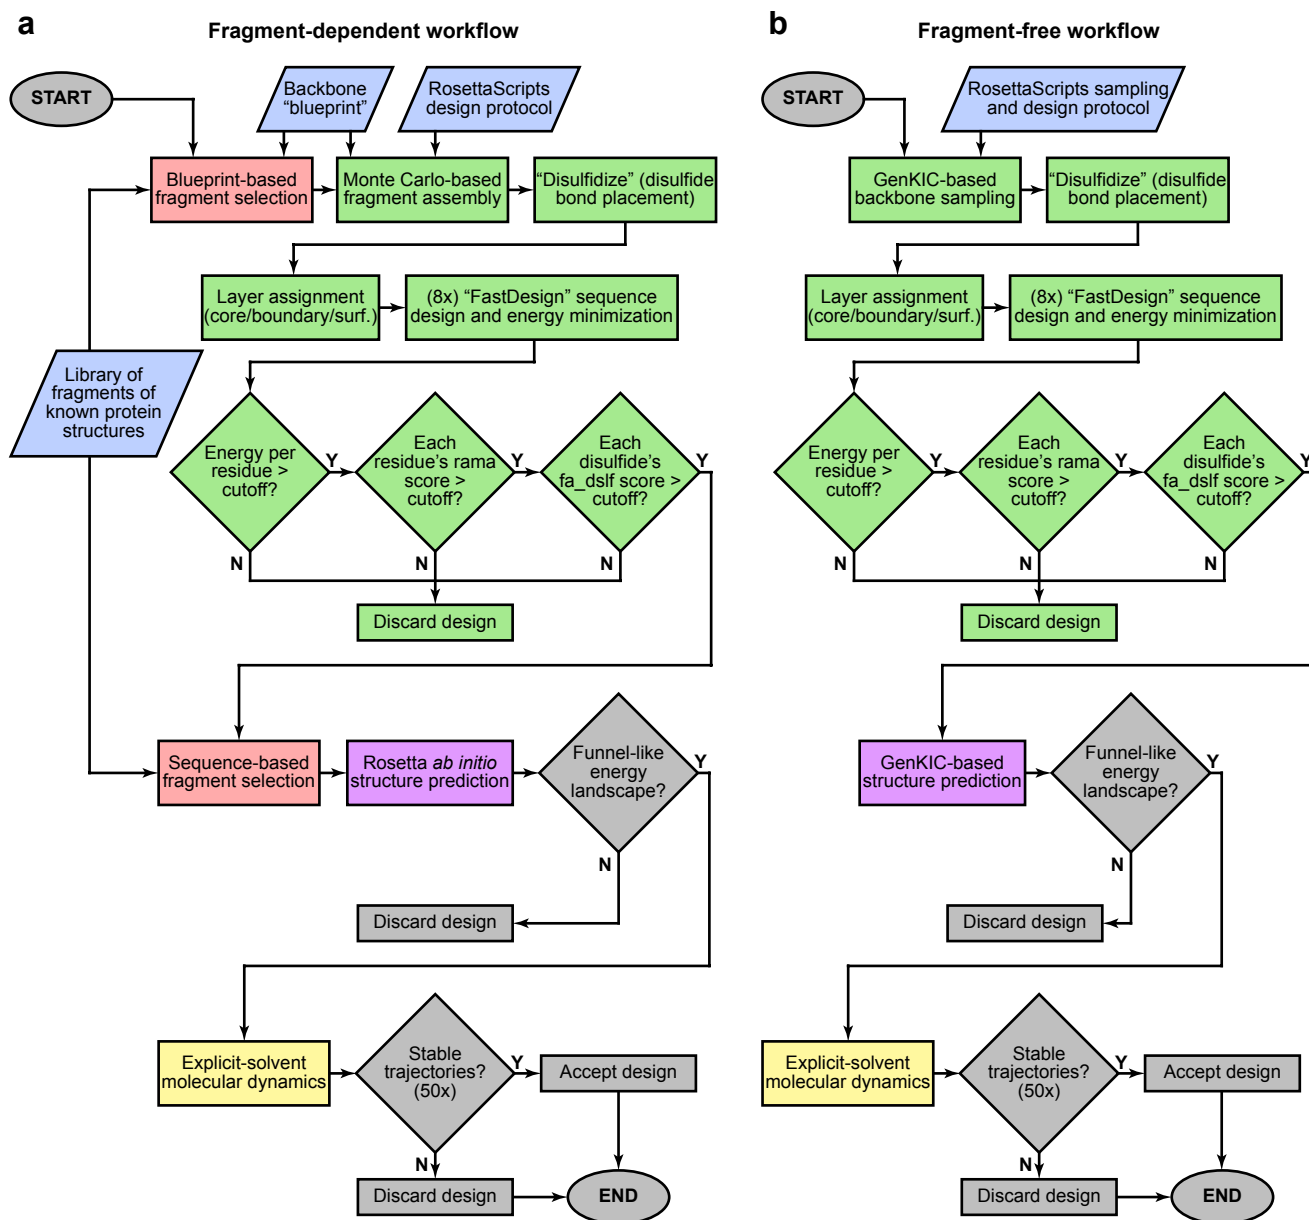 a
Fragment-dependent workflow
START
Backbone
“blueprint”
RosettaScripts
design protocol
Blueprint-based
fragment selection
Monte Carlo-based
fragment assembly
“Disulfidize” (disulfide
bond placement)
Layer assignment
(core/boundary/surf.)
(8x) “FastDesign” sequence
design and energy minimization
Library of
fragments of
known protein
structures
Energy per
residue >
cutoff?
Y
N
Each
residue’s rama
score >
cutoff?
Y
N
Each
disulfide’s
fa_dslf score >
cutoff?
Y
N
Discard design
Sequence-based
fragment selection
Rosetta ab initio
structure prediction
Funnel-like
energy
landscape?
Y
N
Discard design
Explicit-solvent
molecular dynamics
Stable
trajectories?
(50x)
Y
N
Accept design
Discard design
END
b
Fragment-free workflow
START
RosettaScripts sampling
and design protocol
GenKIC-based
backbone sampling
“Disulfidize” (disulfide
bond placement)
Layer assignment
(core/boundary/surf.)
(8x) “FastDesign” sequence
design and energy minimization
Energy per
residue >
cutoff?
Y
N
Each
residue’s rama
score >
cutoff?
Y
N
Each
disulfide’s
fa_dslf score >
cutoff?
Y
N
Discard design
GenKIC-based
structure prediction
Funnel-like
energy
landscape?
Y
N
Discard design
Explicit-solvent
molecular dynamics
Stable
trajectories?
(50x)
Y
N
Accept design
Discard design
END